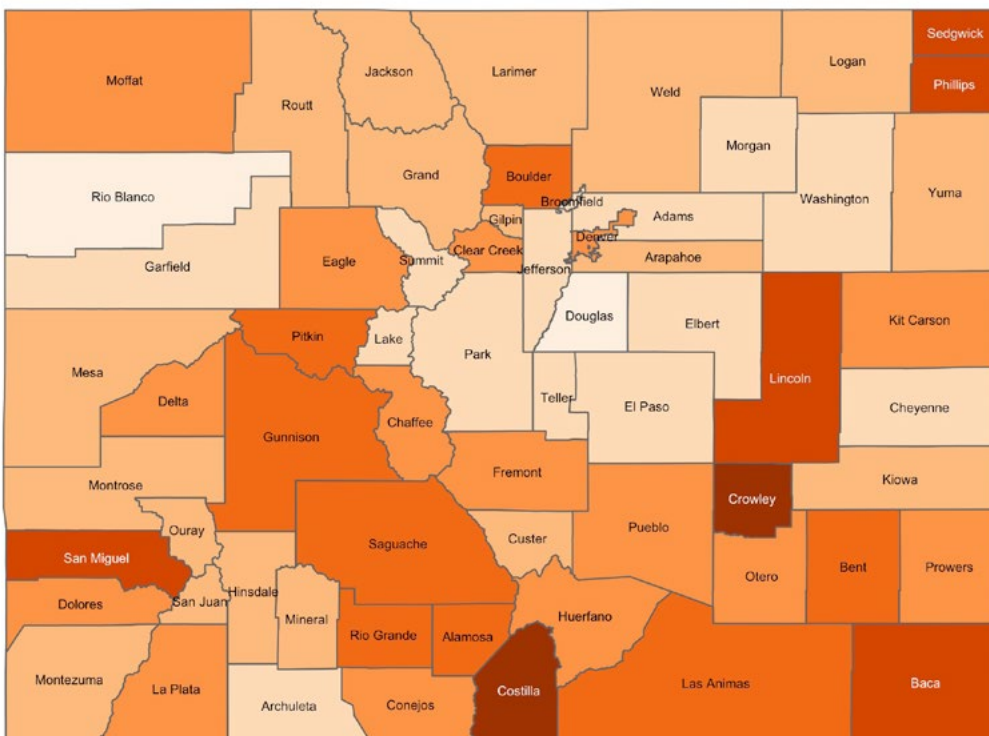 Sedgwick
Moffat
Jackson
Larimer
Logan
Phillips
Routt
Weld
Morgan
Grand
Boulder
Rio Blanco
Washington
Yuma
Broomfield
Gilpin
Adams
Denver
Clear Creek
Arapahoe
Eagle
Summit
Garfield
Jefferson
Douglas
Kit Carson
Elbert
Pitkin
Lake
Park
Mesa
Lincoln
Delta
Teller
El Paso
Cheyenne
Chaffee
Gunnison
Fremont
Kiowa
Montrose
Crowley
Pueblo
Ouray
Custer
Saguache
San Miguel
Bent
Prowers
Otero
Hinsdale
San Juan
Dolores
Mineral
Huerfano
Rio Grande
Alamosa
Montezuma
La Plata
Las Animas
Baca
Costilla
Archuleta
Conejos